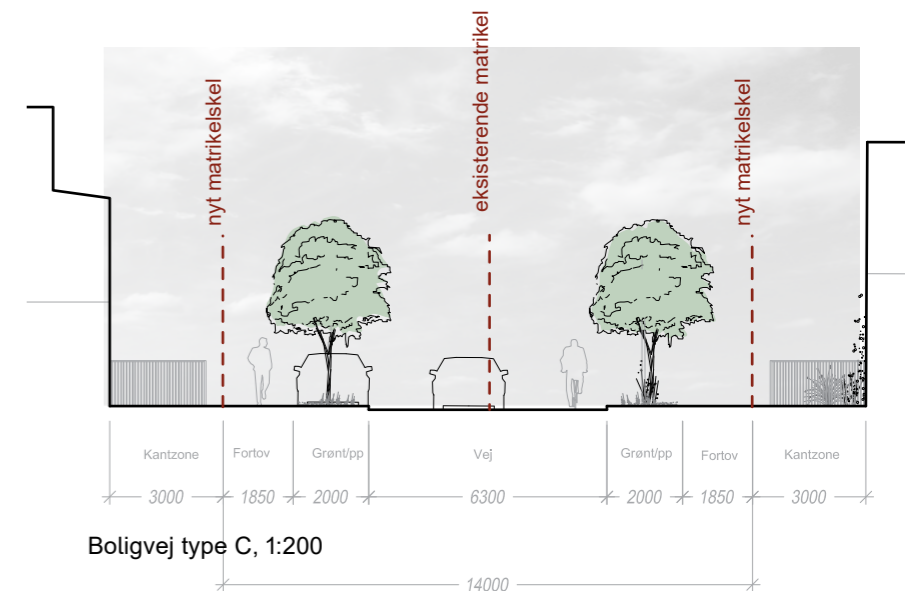 nyt matrikelskel
eksisterende matrikel
nyt matrikelskel
Kantzone Fortov Grønt/pp Vej Grønt/pp Fortov Kantzone
3000 1850 2000 6300 2000 1850 3000
Boligvej type C, 1:200
14000